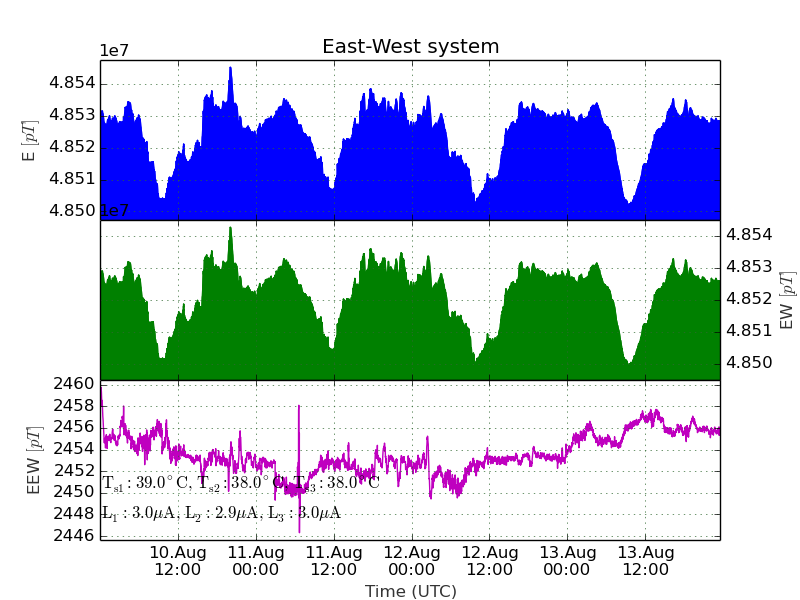 East-West system
1e7
4.854
4.853
4.852
4.851
4.850
E [pT]
1e7
4.854
4.853
4.852
4.851
4.850
EW [pT]
2460
2458
2456
2454
2452
2450
2448
2446
EEW [pT]
T_s1 : 39.0°C, T_s2 : 38.0°C, T_s3 : 38.0°C
L_1 : 3.0μA, L_2 : 2.9μA, L_3 : 3.0μA
10.Aug 11.Aug 11.Aug 12.Aug 12.Aug 13.Aug 13.Aug
12:00 00:00 12:00 00:00 12:00 00:00 12:00
Time (UTC)